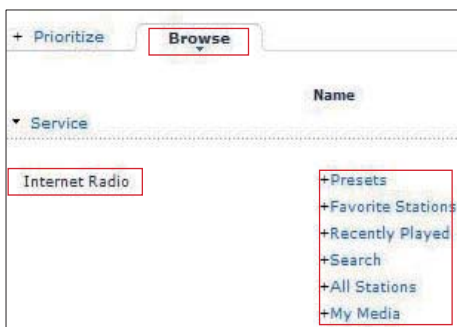 + Prioritize Browse
Name
Service
Internet Radio +Presets
+Favorite Stations
+Recently Played
+Search
+All Stations
+My Media